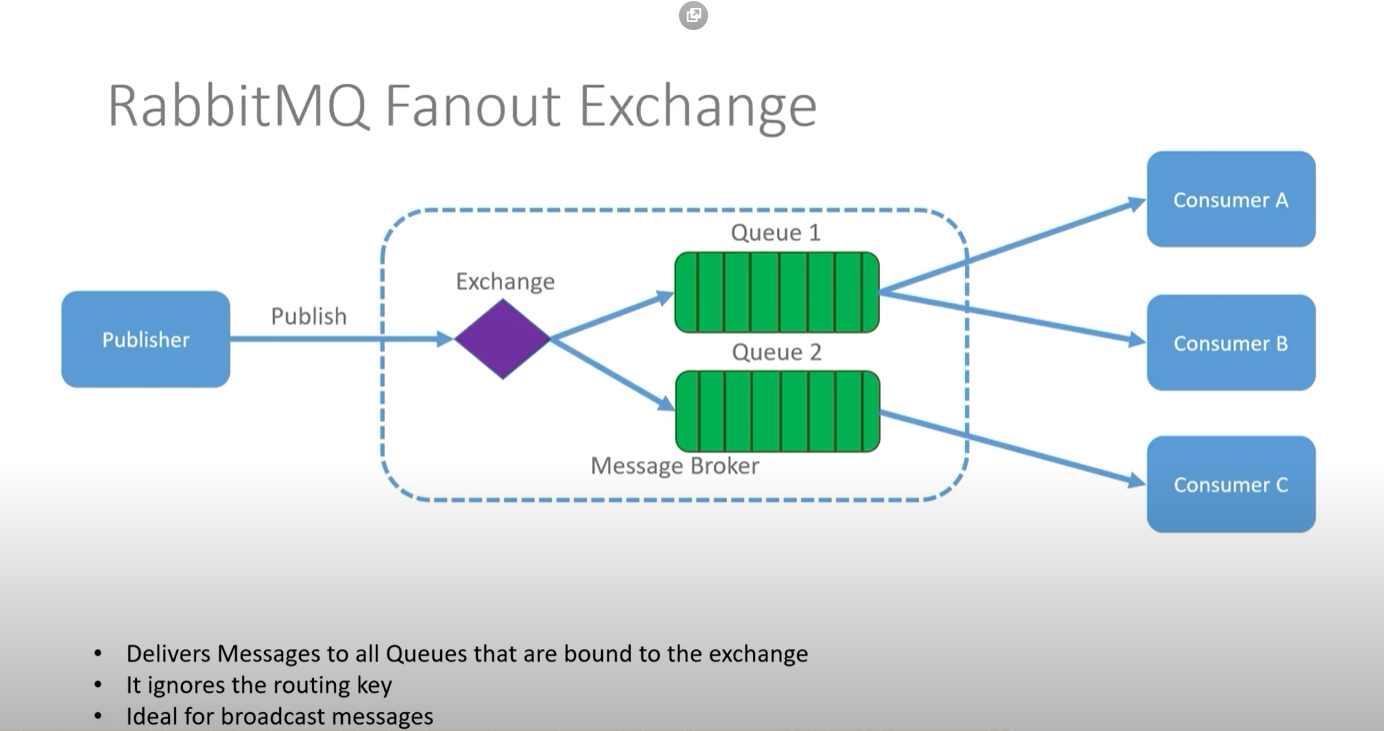 RabbitMQ Fanout Exchange
Consumer A
Queue 1
Exchange
Publish
Publisher
Consumer B
Queue 2
Message Broker
Consumer C
• Delivers Messages to all Queues that are bound to the exchange
• It ignores the routing key
• Ideal for broadcast messages